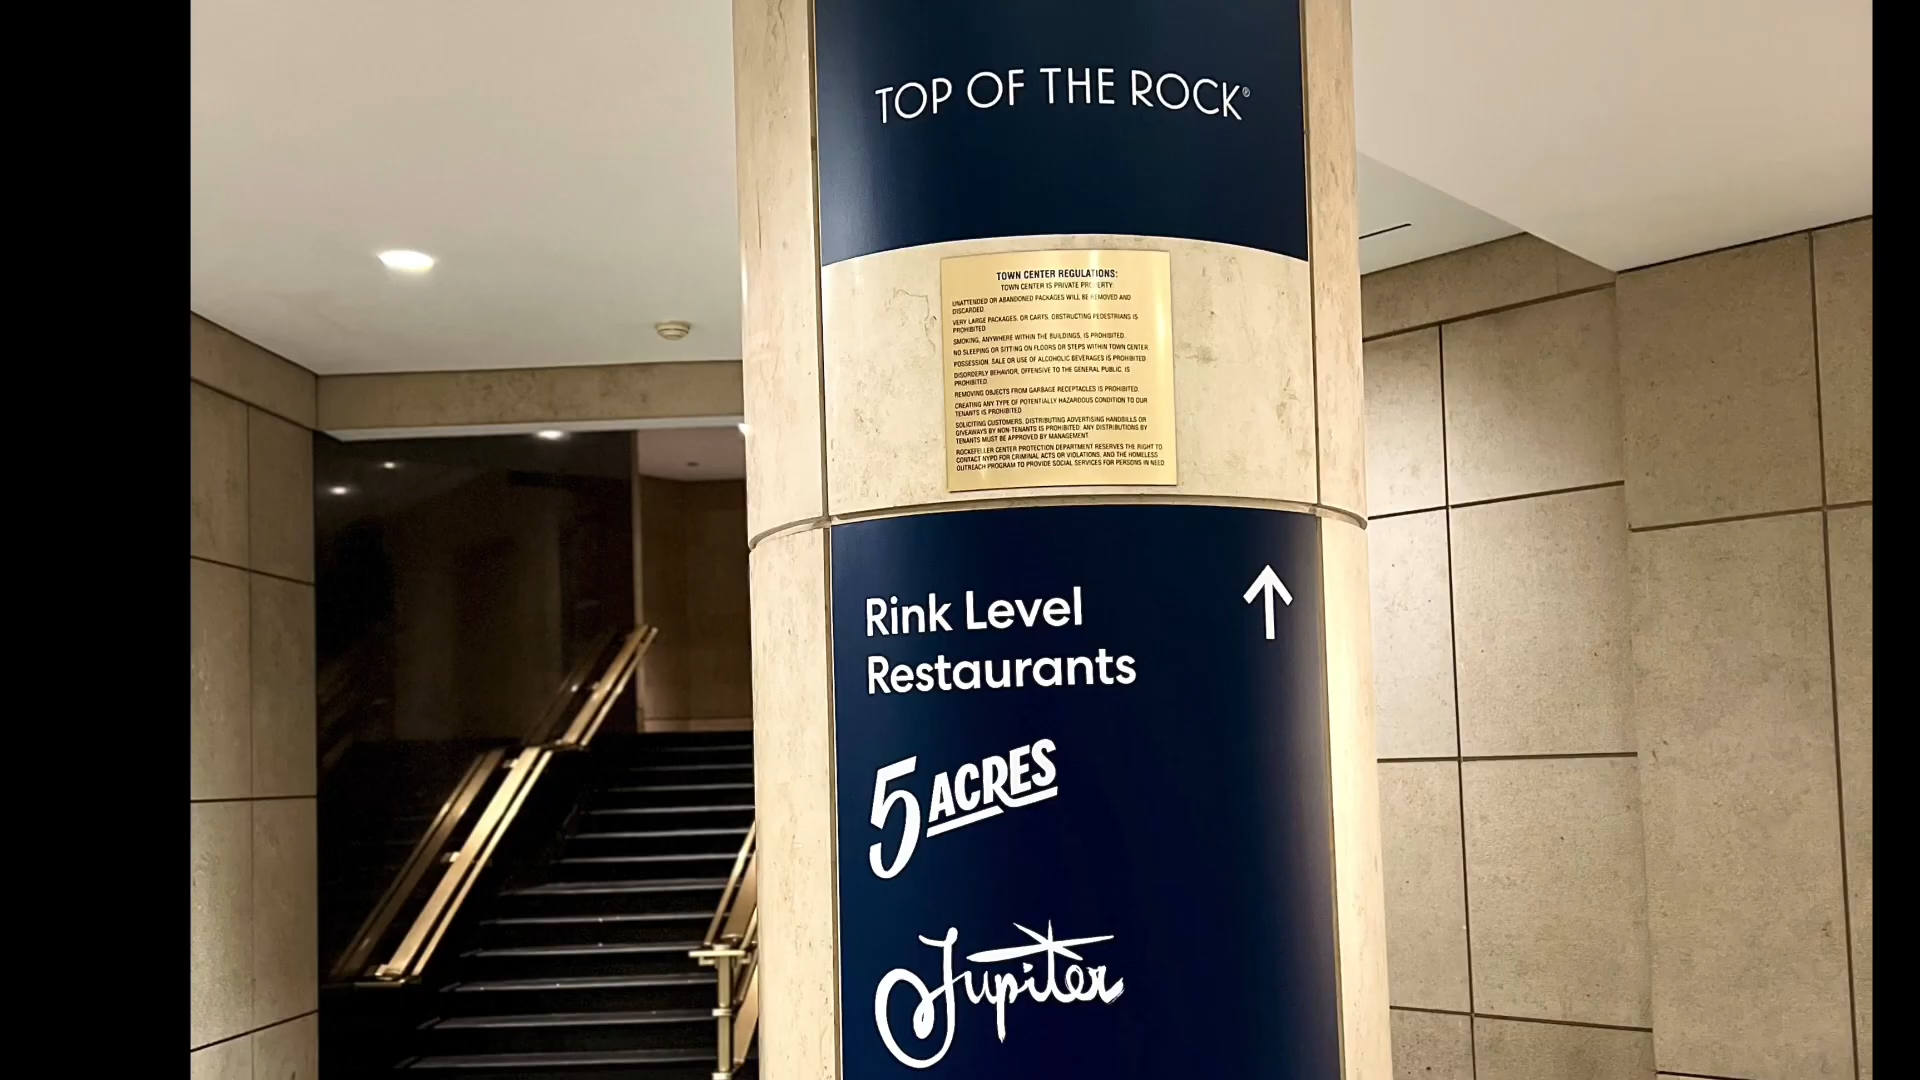 TOP OF THE ROCK®
TOWN CENTER REGULATIONS:
TOWN CENTER IS PRIVATE PROPERTY:
UNATTENDED OR ABANDONED PACKAGES WILL BE REMOVED AND
DISCARDED
VERY LARGE PACKAGES, OR CARTS, OBSTRUCTING PEDESTRIANS IS
PROHIBITED
SMOKING, ANYWHERE WITHIN THE BUILDINGS, IS PROHIBITED.
NO SLEEPING OR SITTING ON FLOORS OR STEPS WITHIN TOWN CENTER
POSSESSION, SALE OR USE OF ALCOHOLIC BEVERAGES IS PROHIBITED
DISORDERLY BEHAVIOR, OFFENSIVE TO THE GENERAL PUBLIC, IS
PROHIBITED.
REMOVING OBJECTS FROM GARBAGE RECEPTACLES IS PROHIBITED.
CREATING ANY TYPE OF POTENTIALLY HAZARDOUS CONDITION TO OUR
TENANTS IS PROHIBITED
SOLICITING CUSTOMERS, DISTRIBUTING ADVERTISING HANDBILLS OR
GIVEAWAYS BY NON-TENANTS IS PROHIBITED: ANY DISTRIBUTIONS BY
TENANTS MUST BE APPROVED BY MANAGEMENT
ROCKEFELLER CENTER PROTECTION DEPARTMENT RESERVES THE RIGHT TO
CONTACT NYPD FOR CRIMINAL ACTS OR VIOLATIONS, AND THE HOMELESS
OUTREACH PROGRAM TO PROVIDE SOCIAL SERVICES FOR PERSONS IN NEED
Rink Level
Restaurants
5 ACRES
Jupiter